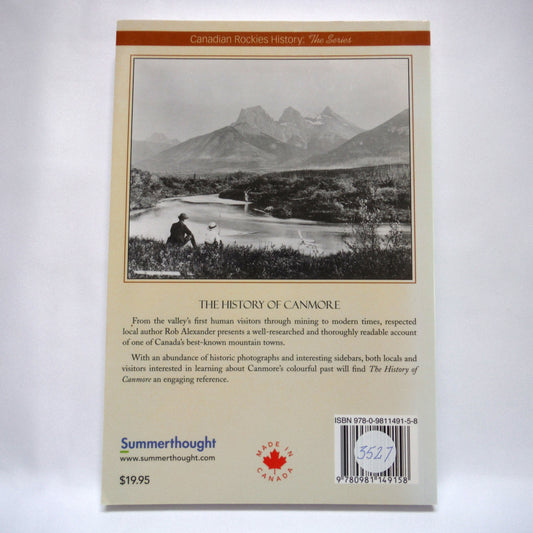 Canadian Rockies History: The Series
THE HISTORY OF CANMORE
From the valley's first human visitors through mining to modern times, respected
local author Rob Alexander presents a well-researched and thoroughly readable account
of one of Canada's best-known mountain towns.
With an abundance of historic photographs and interesting sidebars, both locals and
visitors interested in learning about Canmore's colourful past will find The History of
Canmore an engaging reference.
ISBN 978-0-9811491-5-8
3527
9 780981 149158
Summerthought
www.summerthought.com
MADE IN
CANADA
$19.95